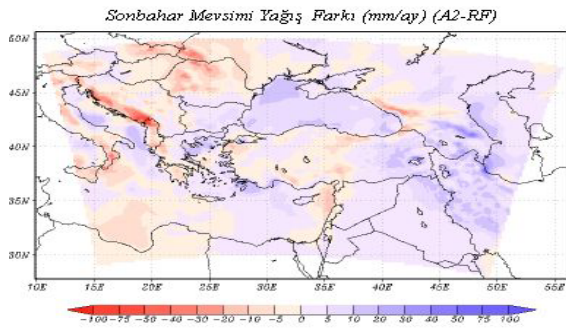 Sonbahar Mevsimi Yağış Farkı (mm/ay) (A2-RF)
50N
45N
40N
35N
30N
10E 15E 20E 25E 30E 35E 40E 45E 50E 55E
-100 -75 -50 -40 -30 -20 -10 -5 0 5 10 20 30 40 50 75 100